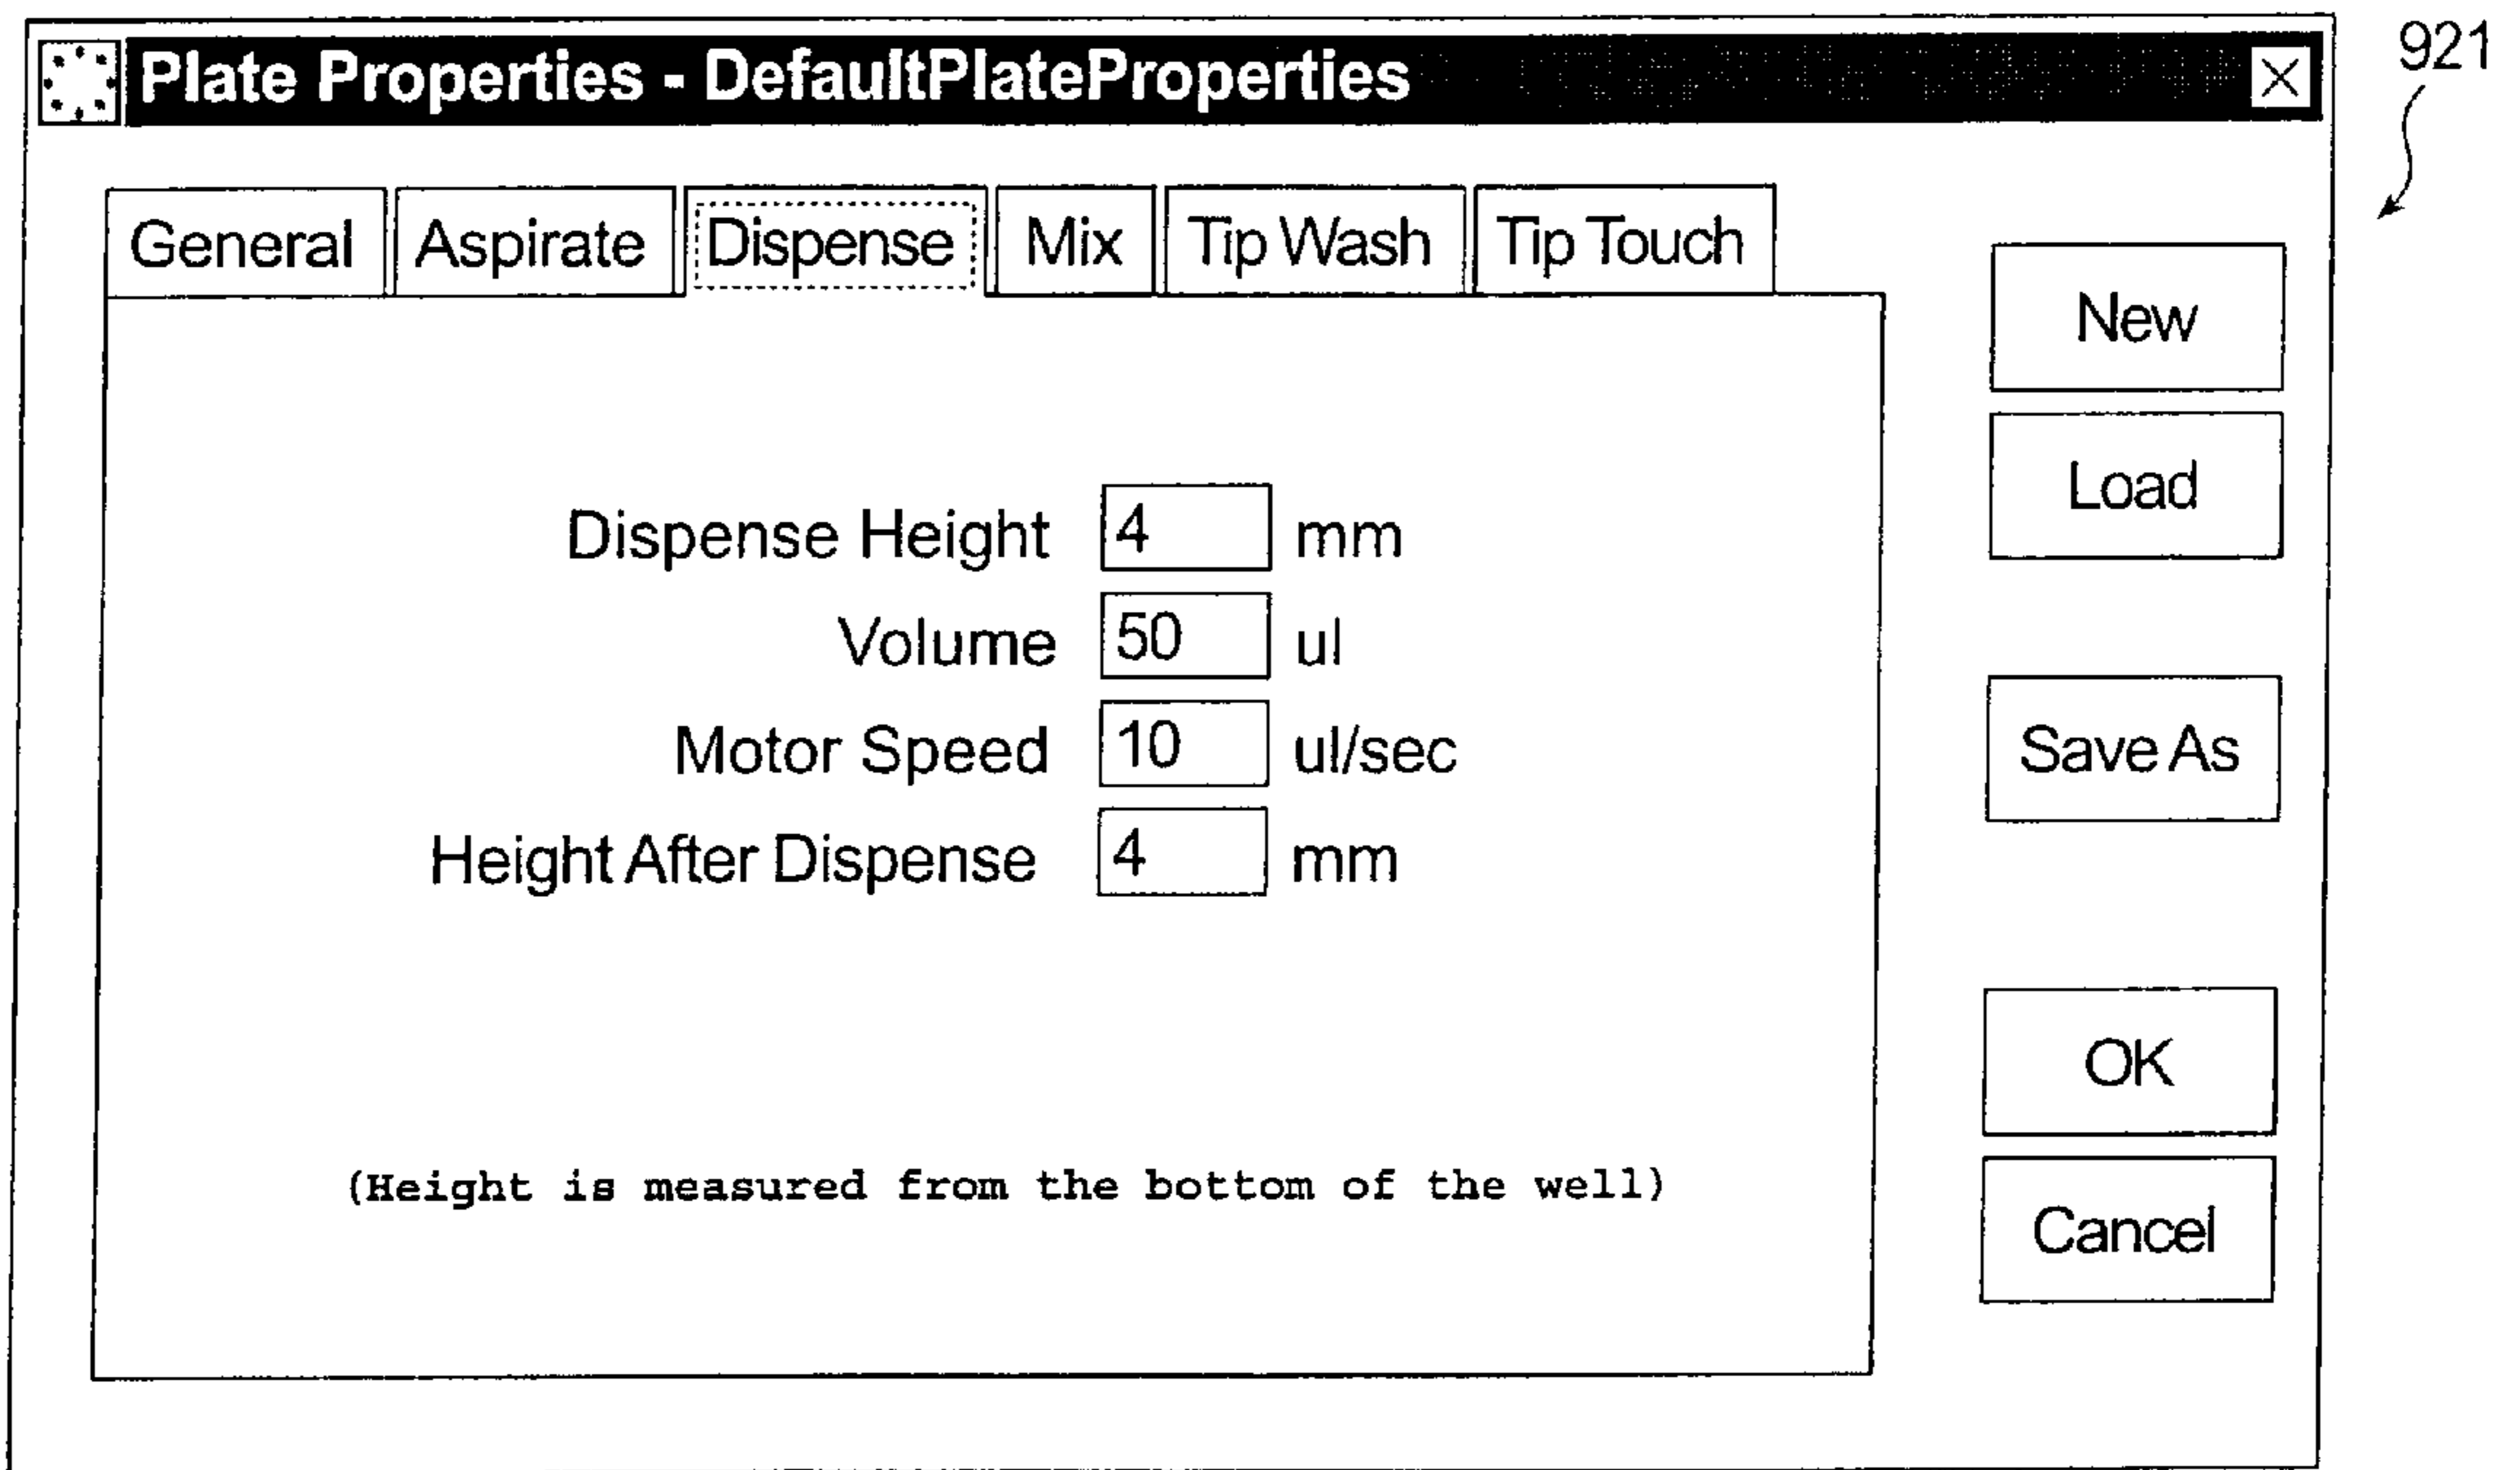 Plate Properties - DefaultPlateProperties
921
General Aspirate Dispense Mix Tip Wash Tip Touch
New
Load
Dispense Height 4 mm
Volume 50 ul
Motor Speed 10 ul/sec
Save As
Height After Dispense 4 mm
OK
(Height is measured from the bottom of the well)
Cancel